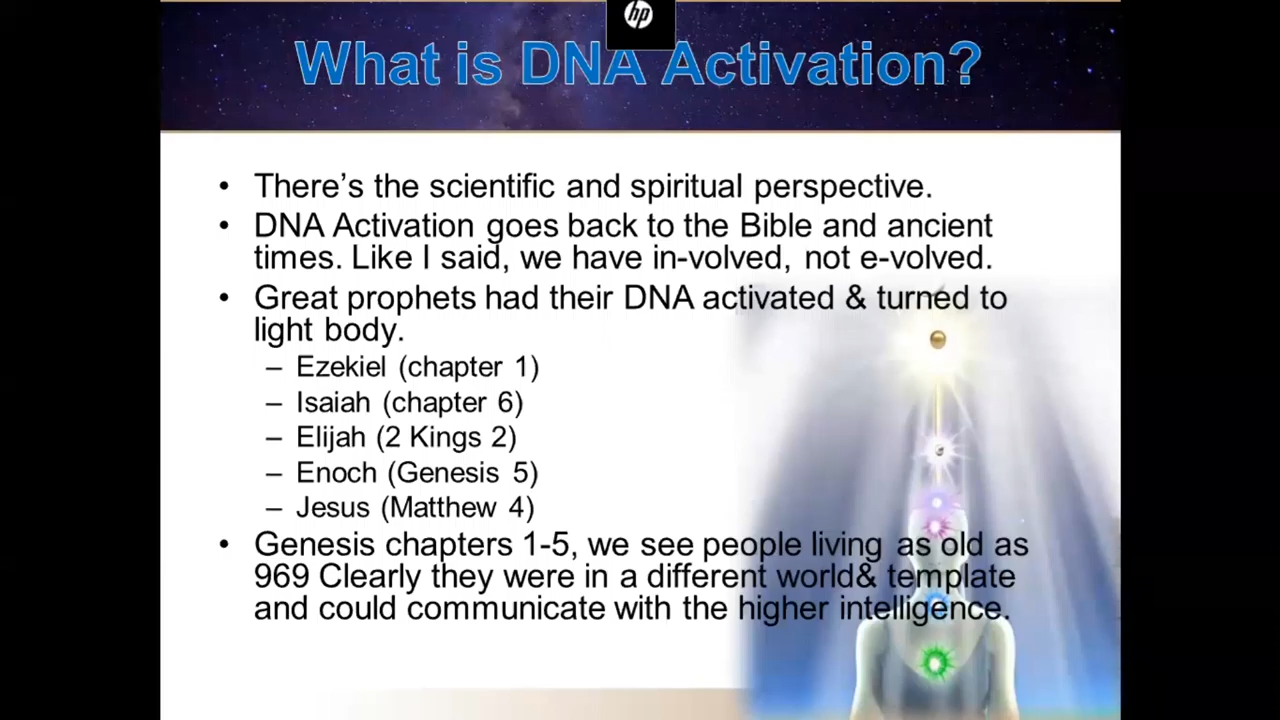 hp
What is DNA Activation?
• There’s the scientific and spiritual perspective.
• DNA Activation goes back to the Bible and ancient
times. Like I said, we have in-volved, not e-volved.
• Great prophets had their DNA activated & turned to
light body.
– Ezekiel (chapter 1)
– Isaiah (chapter 6)
– Elijah (2 Kings 2)
– Enoch (Genesis 5)
– Jesus (Matthew 4)
• Genesis chapters 1-5, we see people living as old as
969 Clearly they were in a different world& template
and could communicate with the higher intelligence.